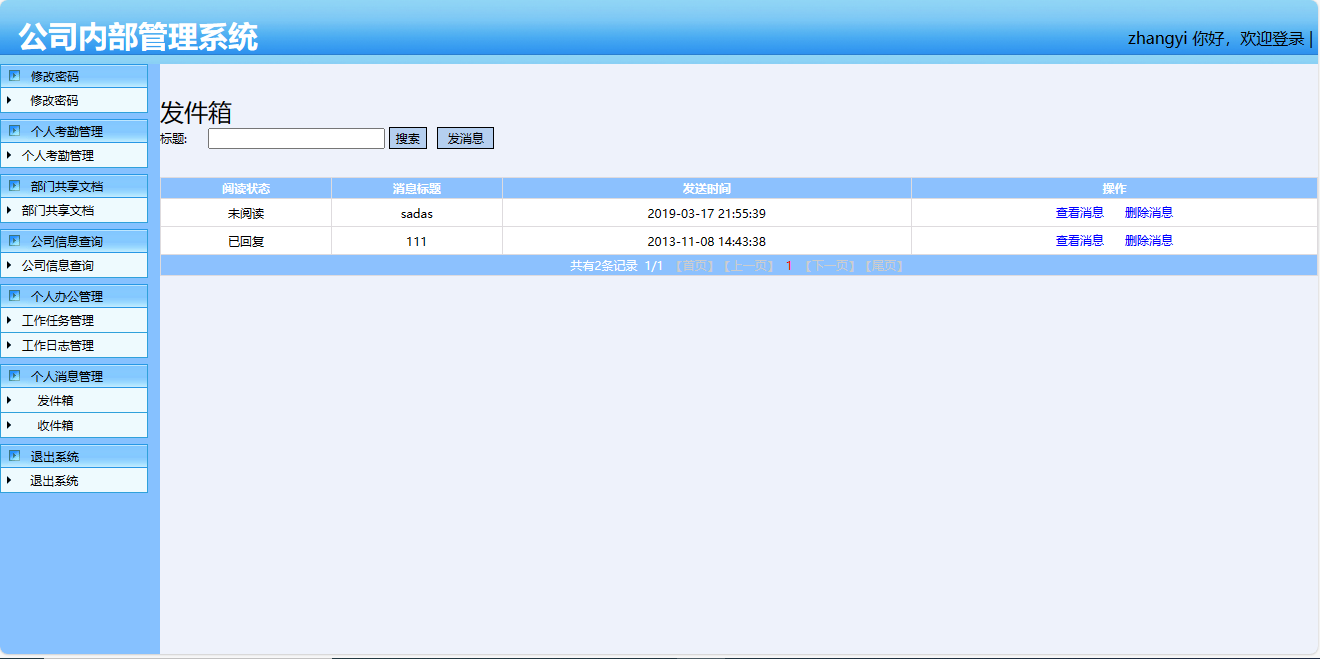 公司内部管理系统
zhangyi 你好，欢迎登录 |
修改密码
修改密码
个人考勤管理
个人考勤管理
部门共享文档
部门共享文档
公司信息查询
公司信息查询
个人办公管理
工作任务管理
工作日志管理
个人消息管理
发件箱
收件箱
退出系统
退出系统
发件箱
标题: 搜索 发消息
阅读状态 消息标题 发送时间 操作
未阅读 sadas 2019-03-17 21:55:39 查看消息 删除消息
已回复 111 2013-11-08 14:43:38 查看消息 删除消息
共有2条记录 1/1 【首页】【上一页】 1 【下一页】【尾页】